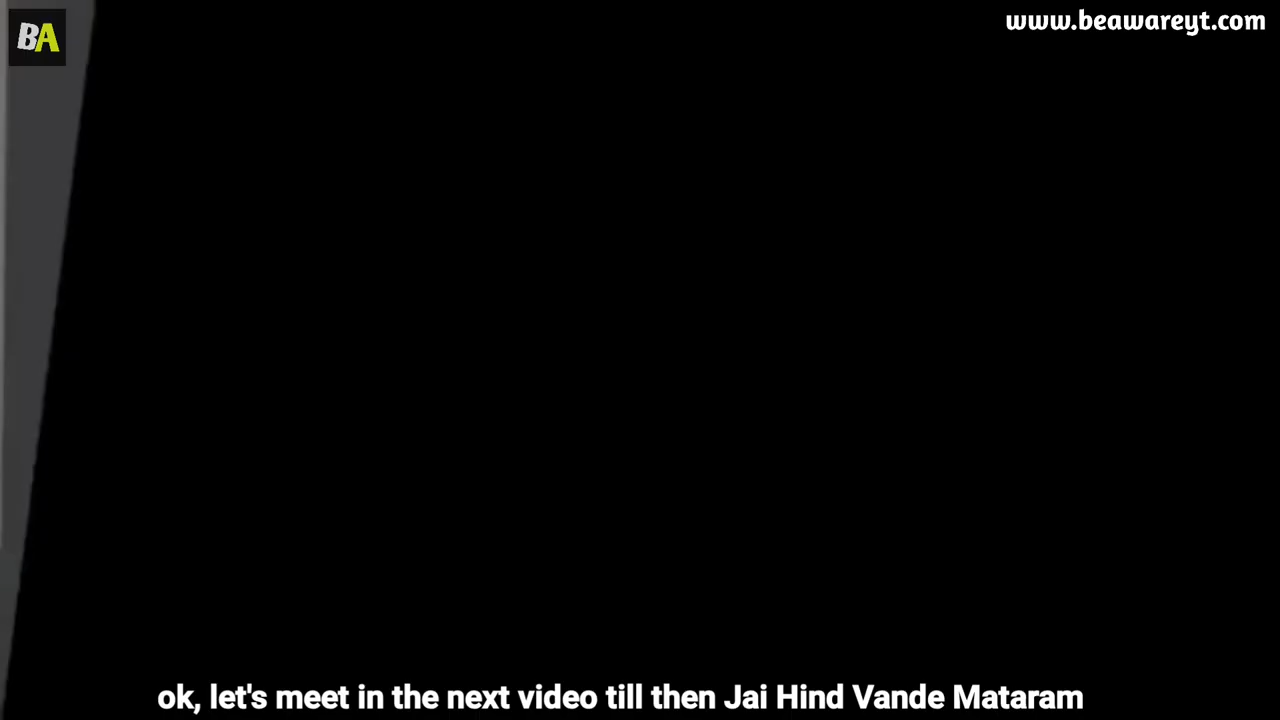 BA
www.beawareyt.com
ok, let's meet in the next video till then Jai Hind Vande Mataram